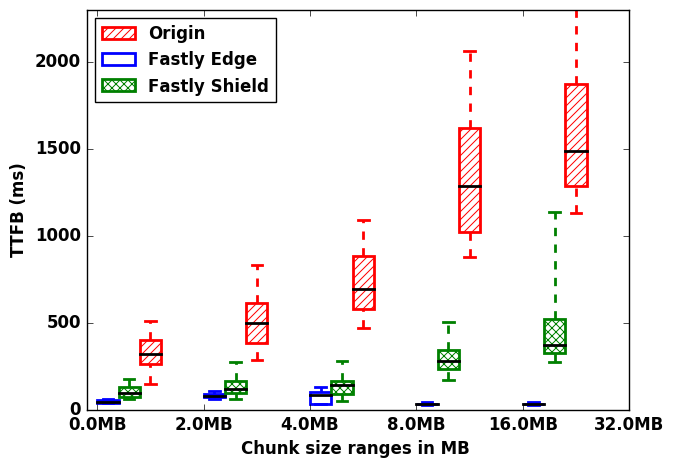 Origin
Fastly Edge
Fastly Shield
TTFB (ms)
2000
1500
1000
500
0
0.0MB 2.0MB 4.0MB 8.0MB 16.0MB 32.0MB
Chunk size ranges in MB